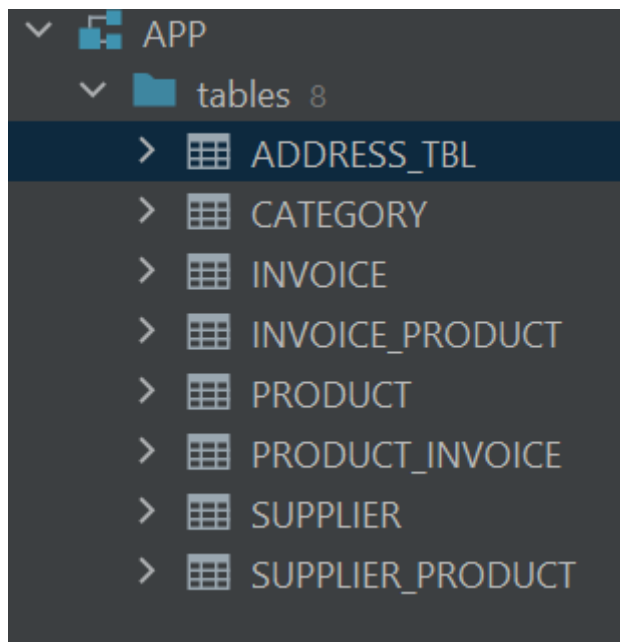 APP
tables 8
ADDRESS_TBL
CATEGORY
INVOICE
INVOICE_PRODUCT
PRODUCT
PRODUCT_INVOICE
SUPPLIER
SUPPLIER_PRODUCT